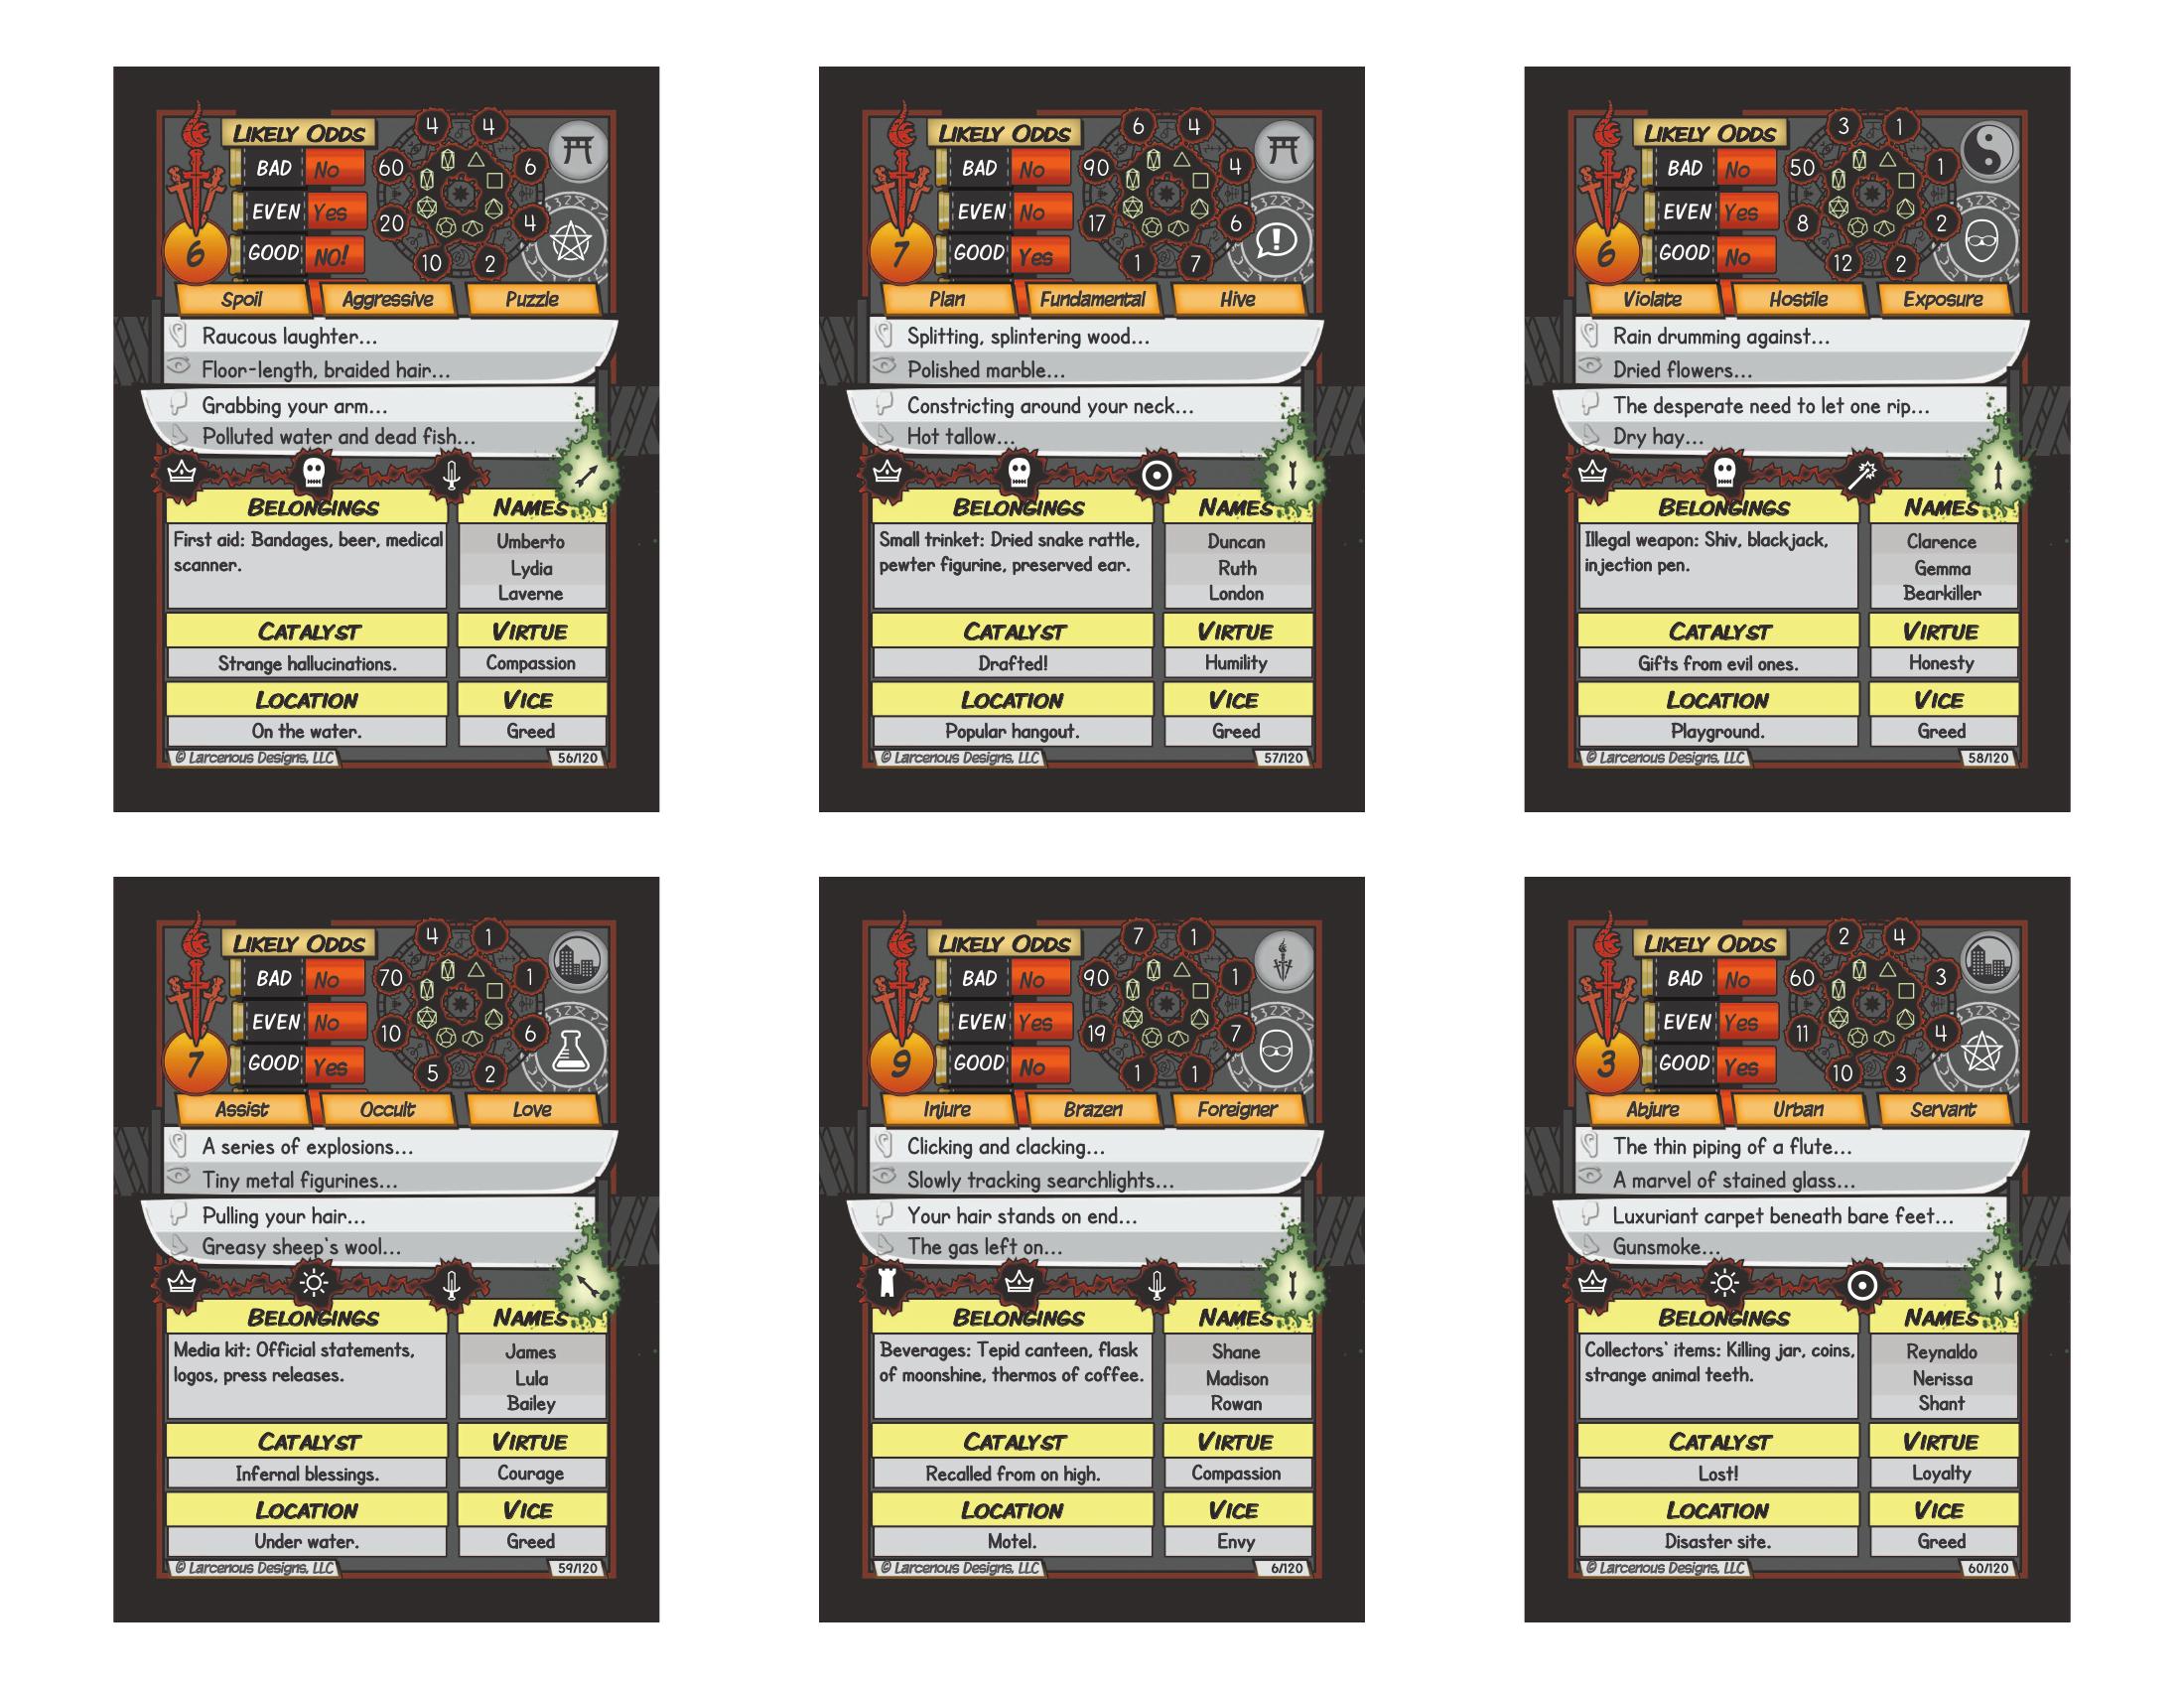 LIKELY ODDS
BAD No
EVEN Yes
GOOD NO!
4 4
60 6
20 4
10 2
6
Spoil Aggressive Puzzle
Raucous laughter...
Floor-length, braided hair...
Grabbing your arm...
Polluted water and dead fish...
BELONGINGS NAMES
First aid: Bandages, beer, medical
scanner.
Umberto
Lydia
Laverne
CATALYST VIRTUE
Strange hallucinations. Compassion
LOCATION VICE
On the water. Greed
© Larcenous Designs, LLC 56/120
LIKELY ODDS
BAD No
EVEN No
GOOD Yes
6 4
90 4
17 6
1 7
7
Plan Fundamental Hive
Splitting, splintering wood...
Polished marble...
Constricting around your neck...
Hot tallow...
BELONGINGS NAMES
Small trinket: Dried snake rattle,
pewter figurine, preserved ear.
Duncan
Ruth
London
CATALYST VIRTUE
Drafted! Humility
LOCATION VICE
Popular hangout. Greed
© Larcenous Designs, LLC 57/120
LIKELY ODDS
BAD No
EVEN Yes
GOOD No
3 1
50 1
8 2
12 2
6
Violate Hostile Exposure
Rain drumming against...
Dried flowers...
The desperate need to let one rip...
Dry hay...
BELONGINGS NAMES
Illegal weapon: Shiv, blackjack,
injection pen.
Clarence
Gemma
Bearkiller
CATALYST VIRTUE
Gifts from evil ones. Honesty
LOCATION VICE
Playground. Greed
© Larcenous Designs, LLC 58/120
LIKELY ODDS
BAD No
EVEN No
GOOD Yes
4 1
70 1
10 6
5 2
7
Assist Occult Love
A series of explosions...
Tiny metal figurines...
Pulling your hair...
Greasy sheep's wool...
BELONGINGS NAMES
Media kit: Official statements,
logos, press releases.
James
Lula
Bailey
CATALYST VIRTUE
Infernal blessings. Courage
LOCATION VICE
Under water. Greed
© Larcenous Designs, LLC 59/120
LIKELY ODDS
BAD No
EVEN Yes
GOOD No
7 1
90 1
19 7
1 1
9
Injure Brazen Foreigner
Clicking and clacking...
Slowly tracking searchlights...
Your hair stands on end...
The gas left on...
BELONGINGS NAMES
Beverages: Tepid canteen, flask
of moonshine, thermos of coffee.
Shane
Madison
Rowan
CATALYST VIRTUE
Recalled from on high. Compassion
LOCATION VICE
Motel. Envy
© Larcenous Designs, LLC 6/120
LIKELY ODDS
BAD No
EVEN Yes
GOOD Yes
2 4
60 3
11 4
10 3
3
Abjure Urban Servant
The thin piping of a flute...
A marvel of stained glass...
Luxuriant carpet beneath bare feet...
Gunsmoke...
BELONGINGS NAMES
Collectors' items: Killing jar, coins,
strange animal teeth.
Reynaldo
Nerissa
Shant
CATALYST VIRTUE
Lost! Loyalty
LOCATION VICE
Disaster site. Greed
© Larcenous Designs, LLC 60/120